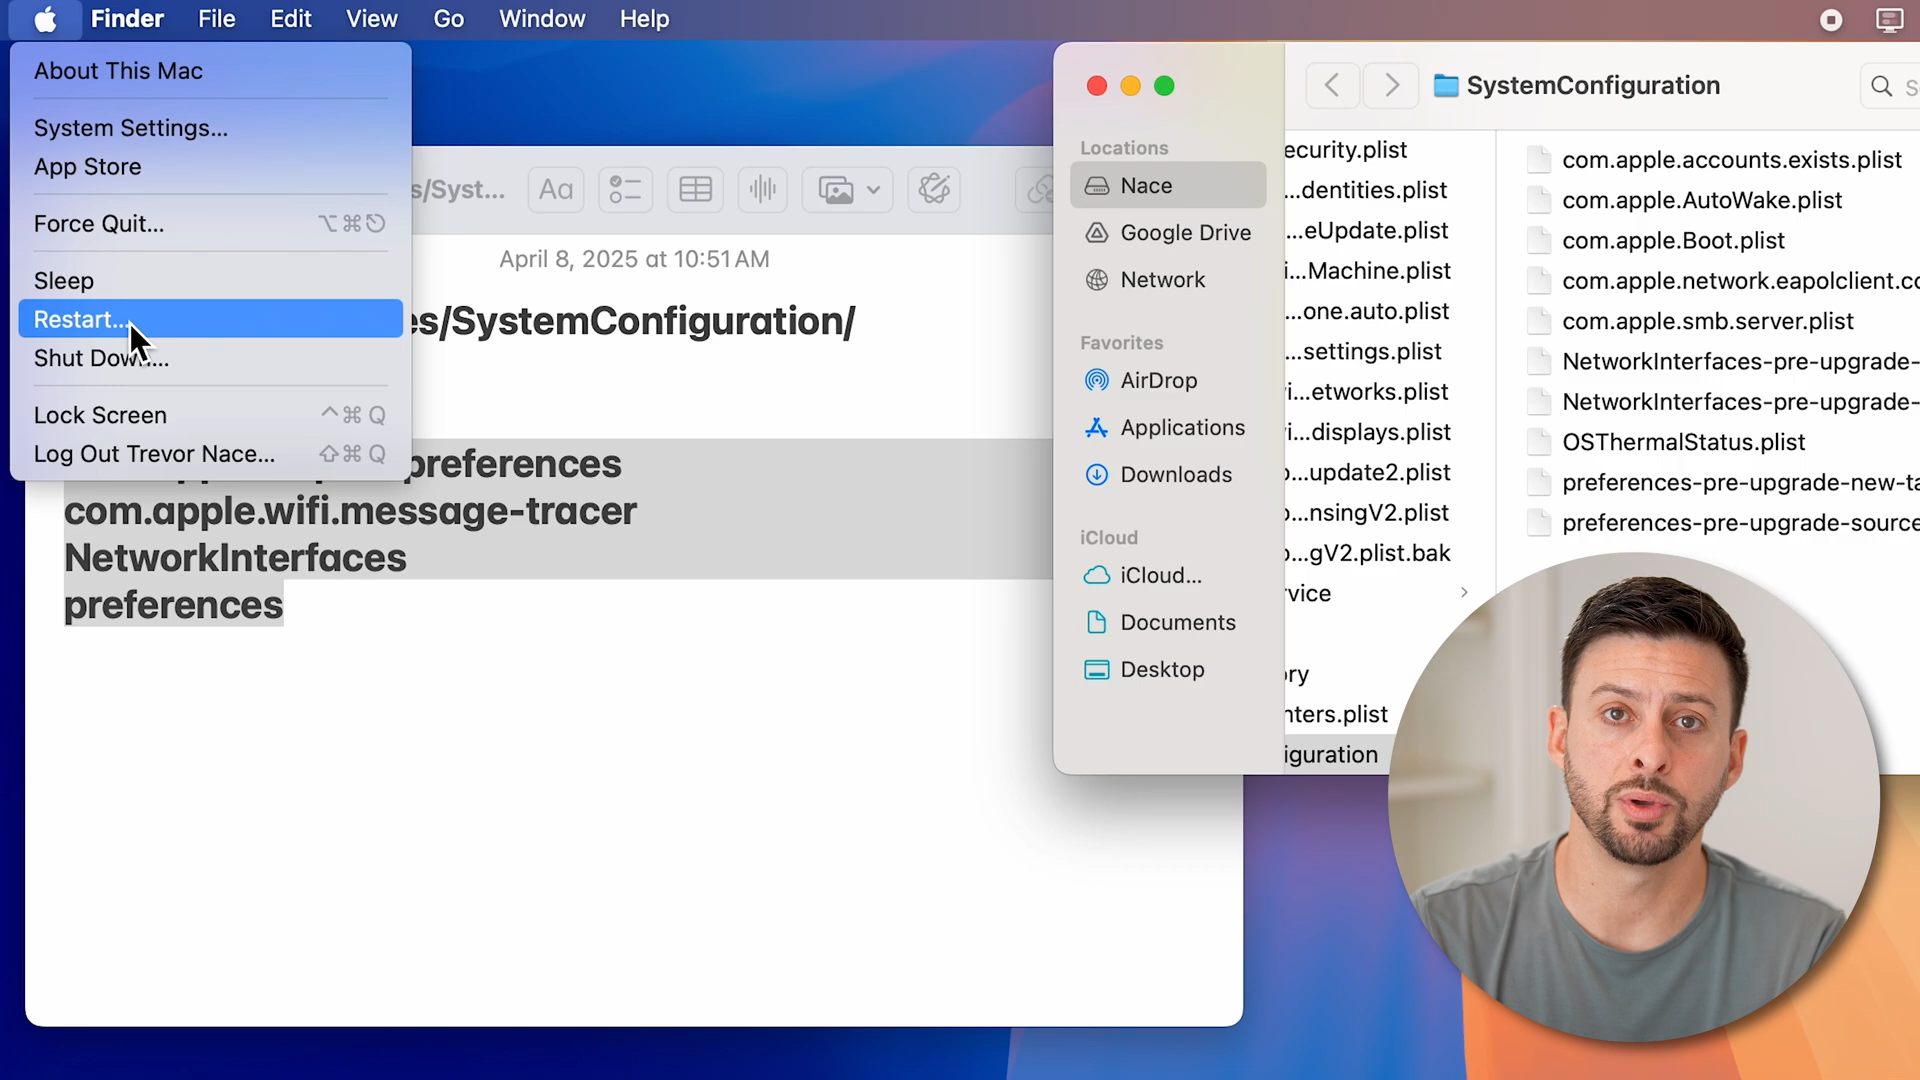 Finder File Edit View Go Window Help
About This Mac
System Settings...
App Store
Force Quit...
Sleep
Restart...
Shut Dow...
Lock Screen ^⌘ Q
Log Out Trevor Nace... ⇧⌘ Q
s/Syst...
Aa
April 8, 2025 at 10:51 AM
es/SystemConfiguration/
preferences
com.apple.wifi.message-tracer
NetworkInterfaces
preferences
SystemConfiguration
Locations
Nace
Google Drive
Network
Favorites
AirDrop
Applications
Downloads
iCloud
iCloud...
Documents
Desktop
ecurity.plist
...dentities.plist
...eUpdate.plist
i...Machine.plist
...one.auto.plist
...settings.plist
i...etworks.plist
i...displays.plist
...update2.plist
...nsingV2.plist
...gV2.plist.bak
vice
ry
nters.plist
iguration
com.apple.accounts.exists.plist
com.apple.AutoWake.plist
com.apple.Boot.plist
com.apple.network.eapolclient.co
com.apple.smb.server.plist
NetworkInterfaces-pre-upgrade-
NetworkInterfaces-pre-upgrade-
OSThermalStatus.plist
preferences-pre-upgrade-new-ta
preferences-pre-upgrade-source